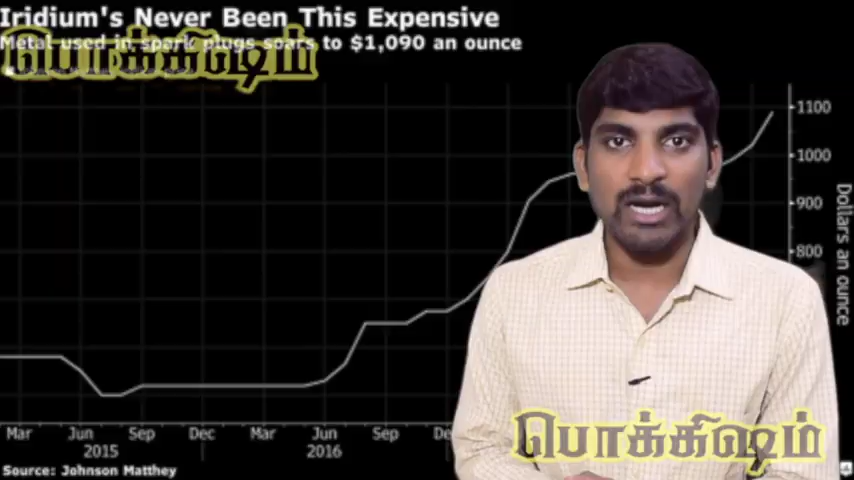 Iridium's Never Been This Expensive
Metal used in spark plugs soars to $1,090 an ounce
பொக்கிஷம்
1100
1000
900
800
Dollars an ounce
Mar Jun Sep Dec Mar Jun Sep
2015 2016
பொக்கிஷம்
Source: Johnson Matthey